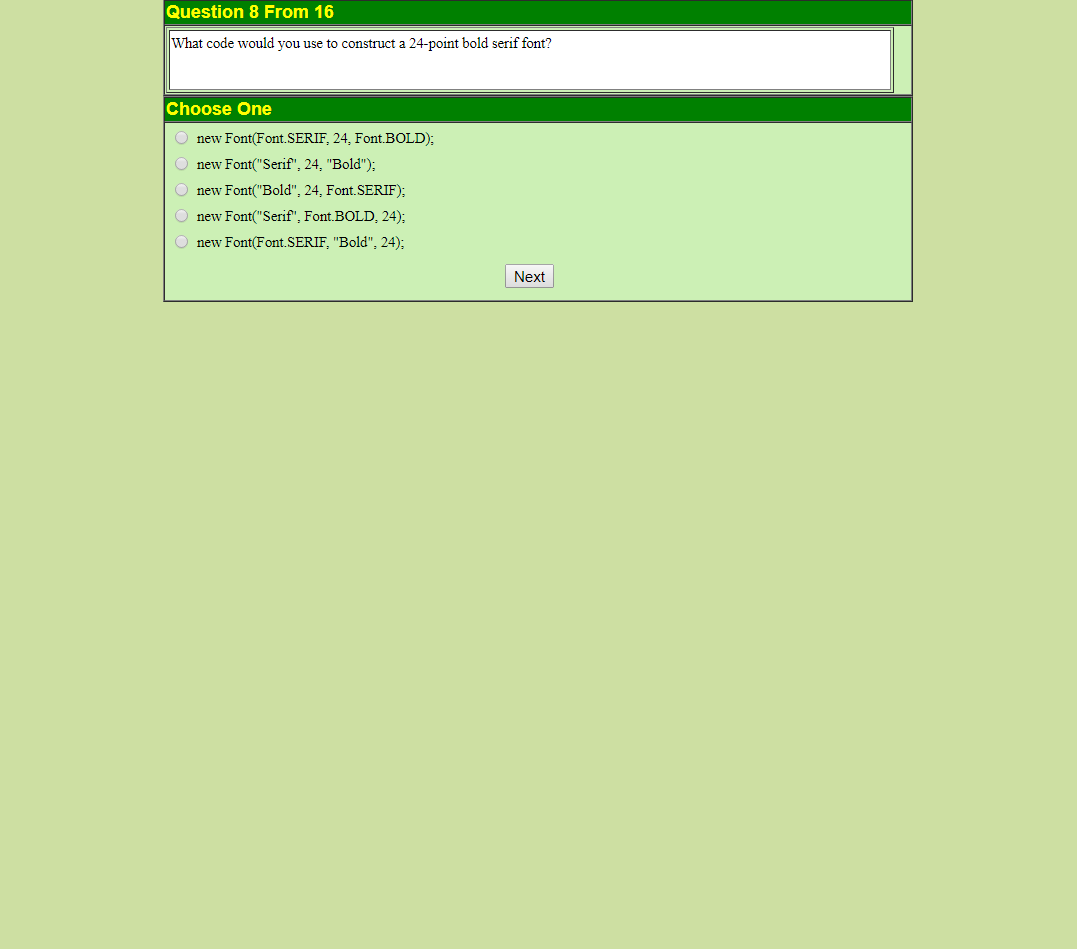 Question 8 From 16
What code would you use to construct a 24-point bold serif font?
Choose One
new Font(Font.SERIF, 24, Font.BOLD);
new Font("Serif", 24, "Bold");
new Font("Bold", 24, Font.SERIF);
new Font("Serif", Font.BOLD, 24);
new Font(Font.SERIF, "Bold", 24);
Next